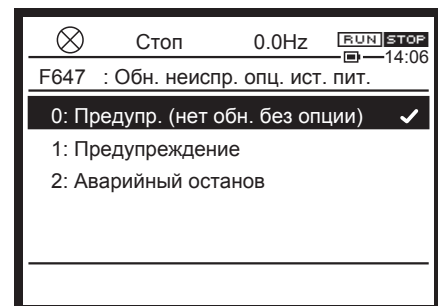 Стоп 0.0Hz RUN STOP
14:06
F647 : Обн. неиспр. опц. ист. пит.
0: Предупр. (нет обн. без опции)
1: Предупреждение
2: Аварийный останов